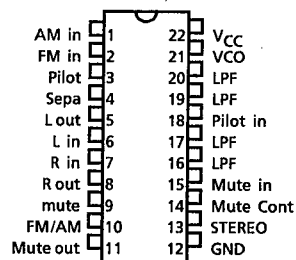 AM in 1 22 VCC
FM in 2 21 VCO
Pilot 3 20 LPF
Sepa 4 19 LPF
L out 5 18 Pilot in
L in 6 17 LPF
R in 7 16 LPF
R out 8 15 Mute in
mute 9 14 Mute Cont
FM/AM 10 13 STEREO
Mute out 11 12 GND